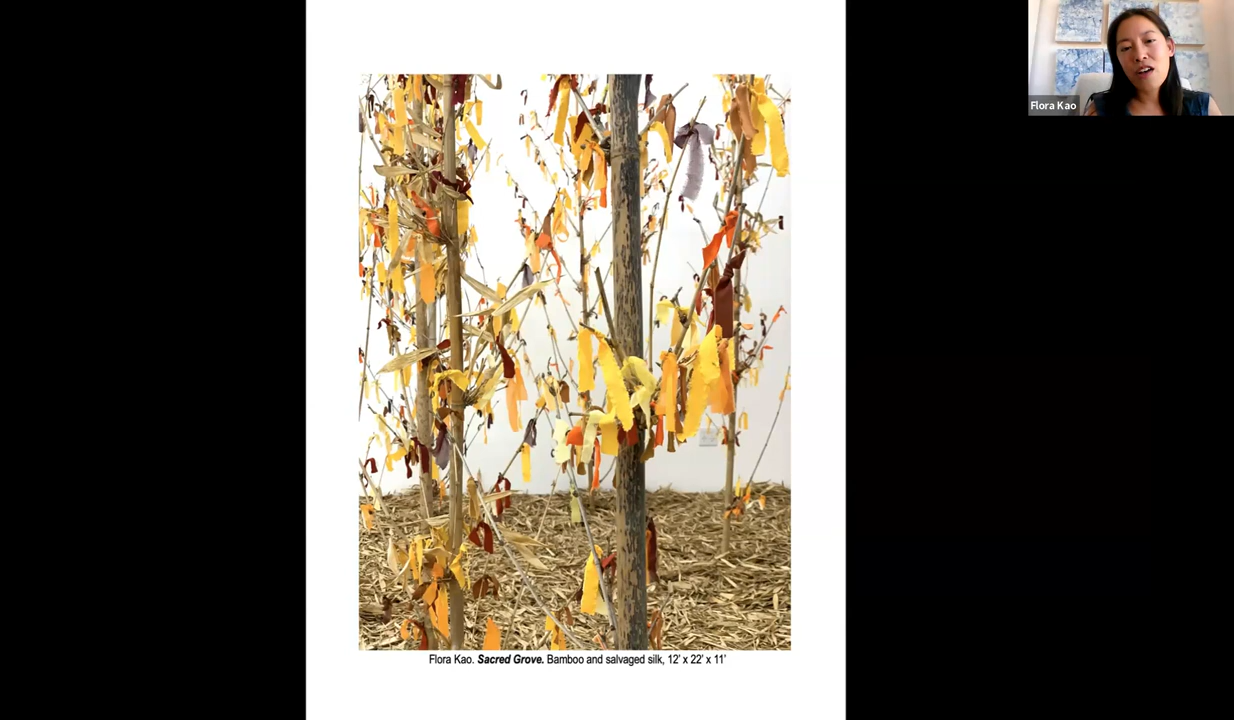 Flora Kao
Flora Kao. Sacred Grove. Bamboo and salvaged silk, 12' x 22' x 11'